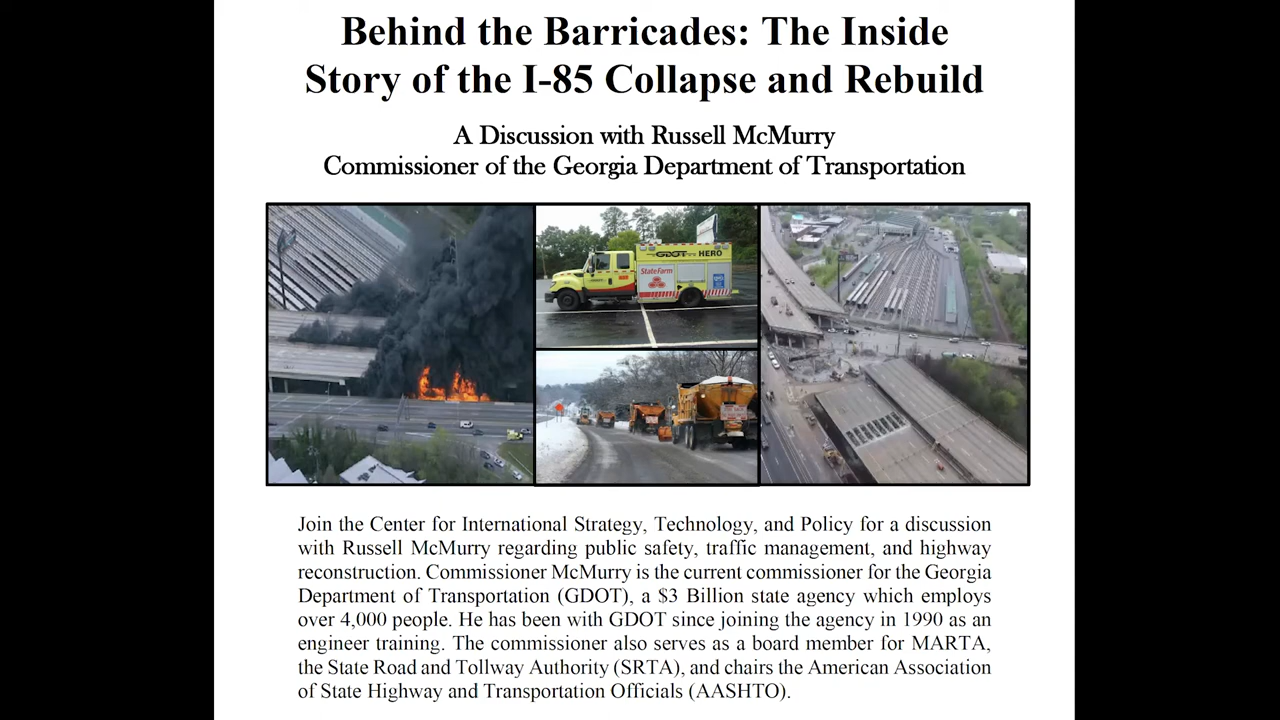 Behind the Barricades: The Inside
Story of the I-85 Collapse and Rebuild
A Discussion with Russell McMurry
Commissioner of the Georgia Department of Transportation
GDOT HERO
StateFarm
Join the Center for International Strategy, Technology, and Policy for a discussion
with Russell McMurry regarding public safety, traffic management, and highway
reconstruction. Commissioner McMurry is the current commissioner for the Georgia
Department of Transportation (GDOT), a $3 Billion state agency which employs
over 4,000 people. He has been with GDOT since joining the agency in 1990 as an
engineer training. The commissioner also serves as a board member for MARTA,
the State Road and Tollway Authority (SRTA), and chairs the American Association
of State Highway and Transportation Officials (AASHTO).